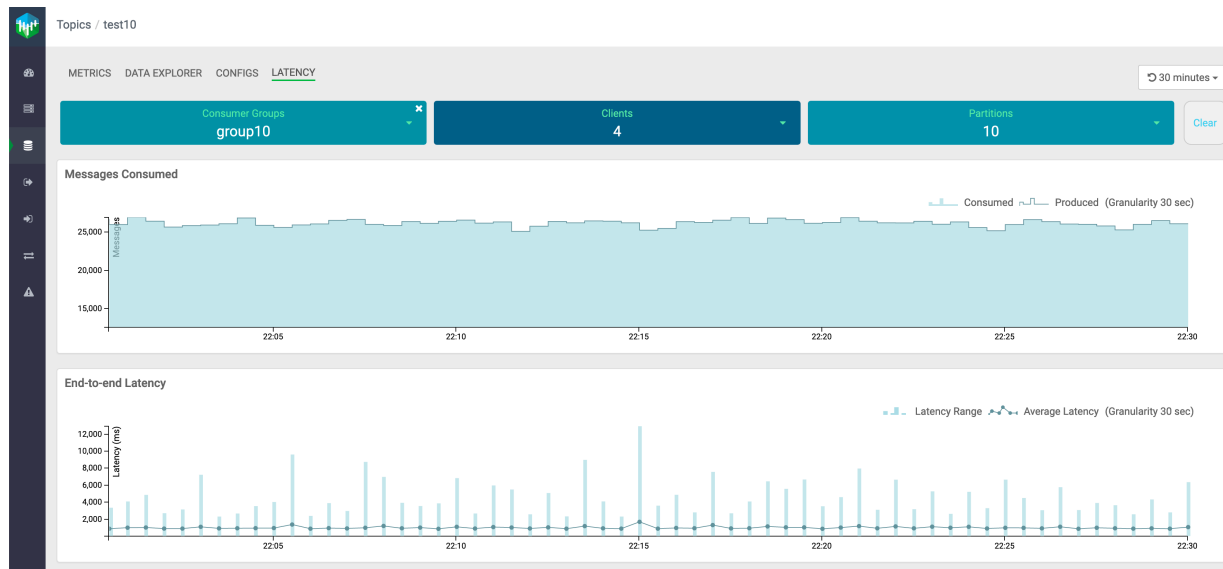 Topics / test10
METRICS DATA EXPLORER CONFIGS LATENCY
30 minutes
Consumer Groups
group10
Clients
4
Partitions
10
Clear
Messages Consumed
Consumed Produced (Granularity 30 sec)
Messages
25,000
20,000
15,000
22:05 22:10 22:15 22:20 22:25 22:30
End-to-end Latency
Latency Range Average Latency (Granularity 30 sec)
Latency (ms)
12,000
10,000
8,000
6,000
4,000
2,000
22:05 22:10 22:15 22:20 22:25 22:30